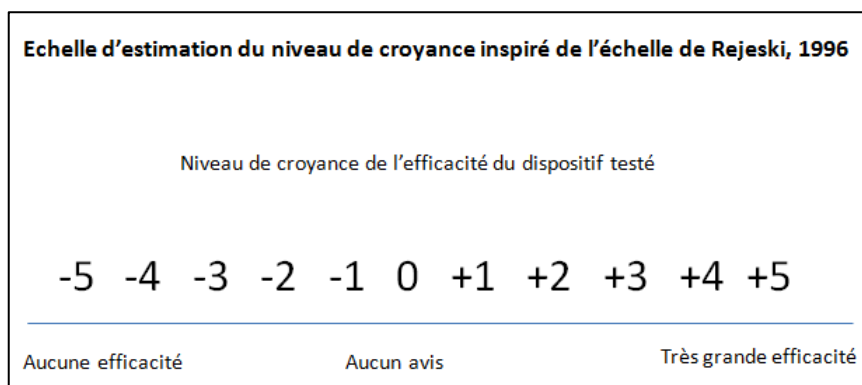 Echelle d'estimation du niveau de croyance inspiré de l'échelle de Rejeski, 1996
Niveau de croyance de l'efficacité du dispositif testé
-5 -4 -3 -2 -1 0 +1 +2 +3 +4 +5
Aucune efficacité Aucun avis Très grande efficacité